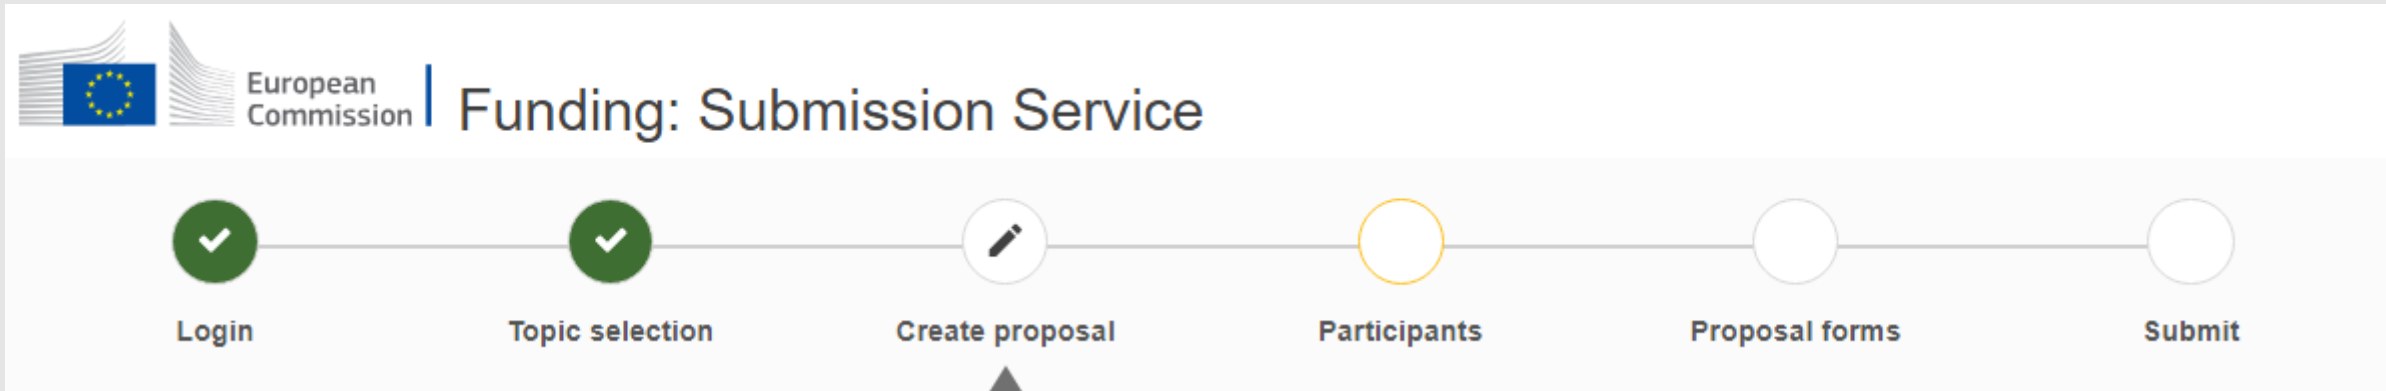 European
Commission
Funding: Submission Service
Login
Topic selection
Create proposal
Participants
Proposal forms
Submit